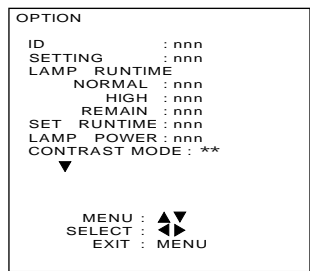 OPTION
ID : nnn
SETTING : nnn
LAMP RUNTIME
NORMAL : nnn
HIGH : nnn
REMAIN : nnn
SET RUNTIME : nnn
LAMP POWER : nnn
CONTRAST MODE : **
▼
MENU : ▲▼
SELECT : ◀▶
EXIT : MENU